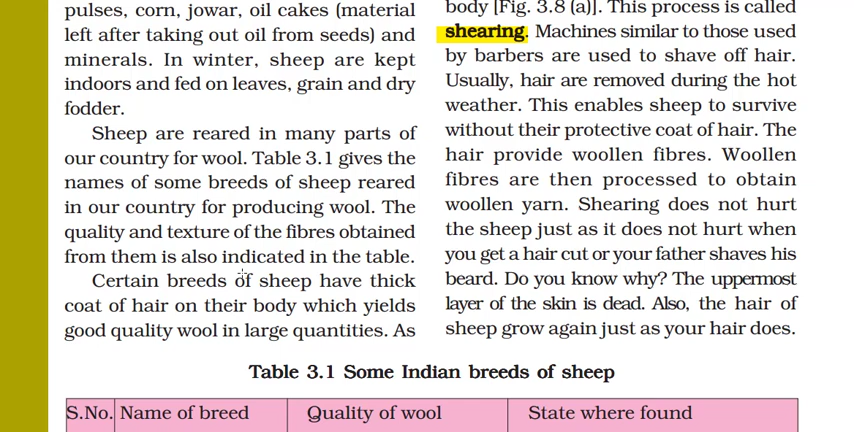 pulses, corn, jowar, oil cakes (material
left after taking out oil from seeds) and
minerals. In winter, sheep are kept
indoors and fed on leaves, grain and dry
fodder.
Sheep are reared in many parts of
our country for wool. Table 3.1 gives the
names of some breeds of sheep reared
in our country for producing wool. The
quality and texture of the fibres obtained
from them is also indicated in the table.
Certain breeds of sheep have thick
coat of hair on their body which yields
good quality wool in large quantities. As
body [Fig. 3.8 (a)]. This process is called
shearing. Machines similar to those used
by barbers are used to shave off hair.
Usually, hair are removed during the hot
weather. This enables sheep to survive
without their protective coat of hair. The
hair provide woollen fibres. Woollen
fibres are then processed to obtain
woollen yarn. Shearing does not hurt
the sheep just as it does not hurt when
you get a hair cut or your father shaves his
beard. Do you know why? The uppermost
layer of the skin is dead. Also, the hair of
sheep grow again just as your hair does.
Table 3.1 Some Indian breeds of sheep
S.No. Name of breed Quality of wool State where found